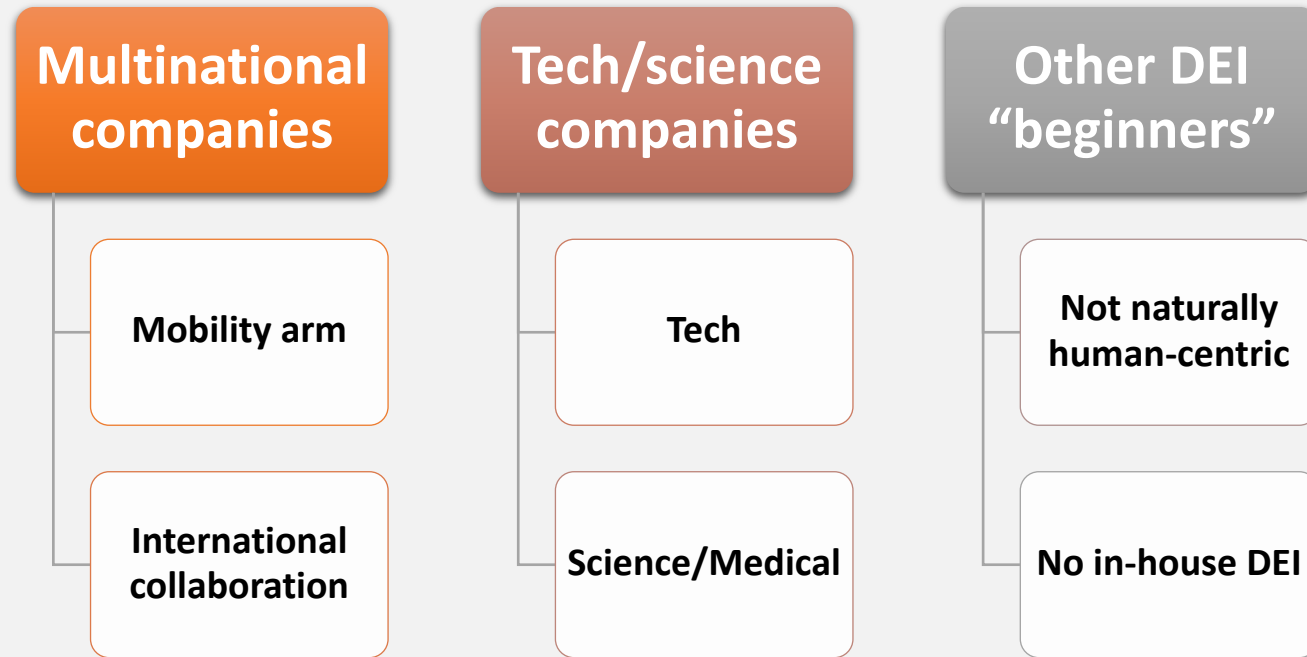 Multinational
companies
Mobility arm
International
collaboration
Tech/science
companies
Tech
Science/Medical
Other DEI
“beginners”
Not naturally
human-centric
No in-house DEI